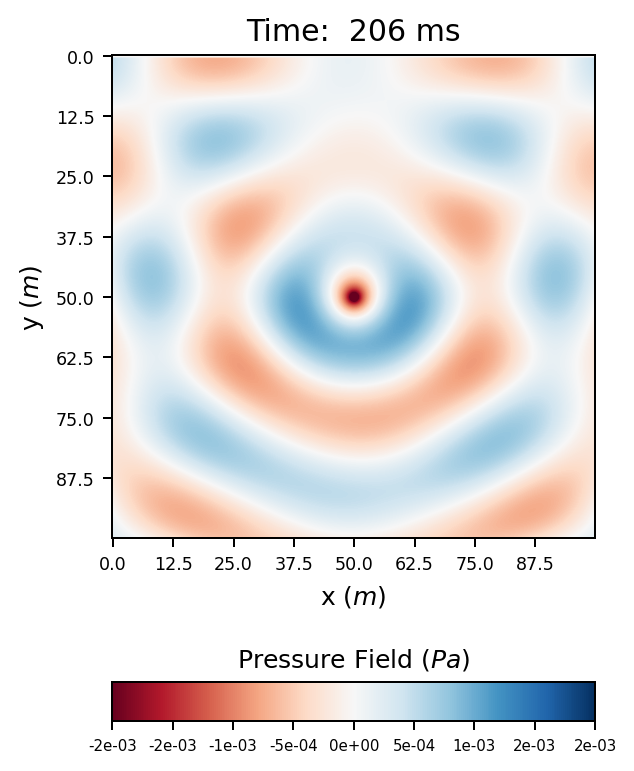 Time:  206 ms
0.0
12.5
25.0
37.5
50.0
62.5
75.0
87.5
y (m)
0.0 12.5 25.0 37.5 50.0 62.5 75.0 87.5
x (m)
Pressure Field (Pa)
-2e-03 -2e-03 -1e-03 -5e-04 0e+00 5e-04 1e-03 2e-03 2e-03